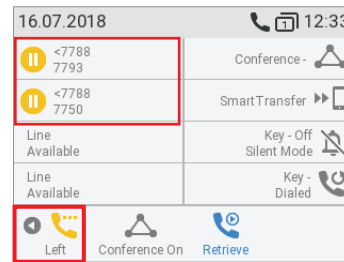 16.07.2018 1 12:33
<7788
7793
Conference -
<7788
7750
SmartTransfer
Line
Available
Key - Off
Silent Mode
Line
Available
Key -
Dialed
Left
Conference On
Retrieve